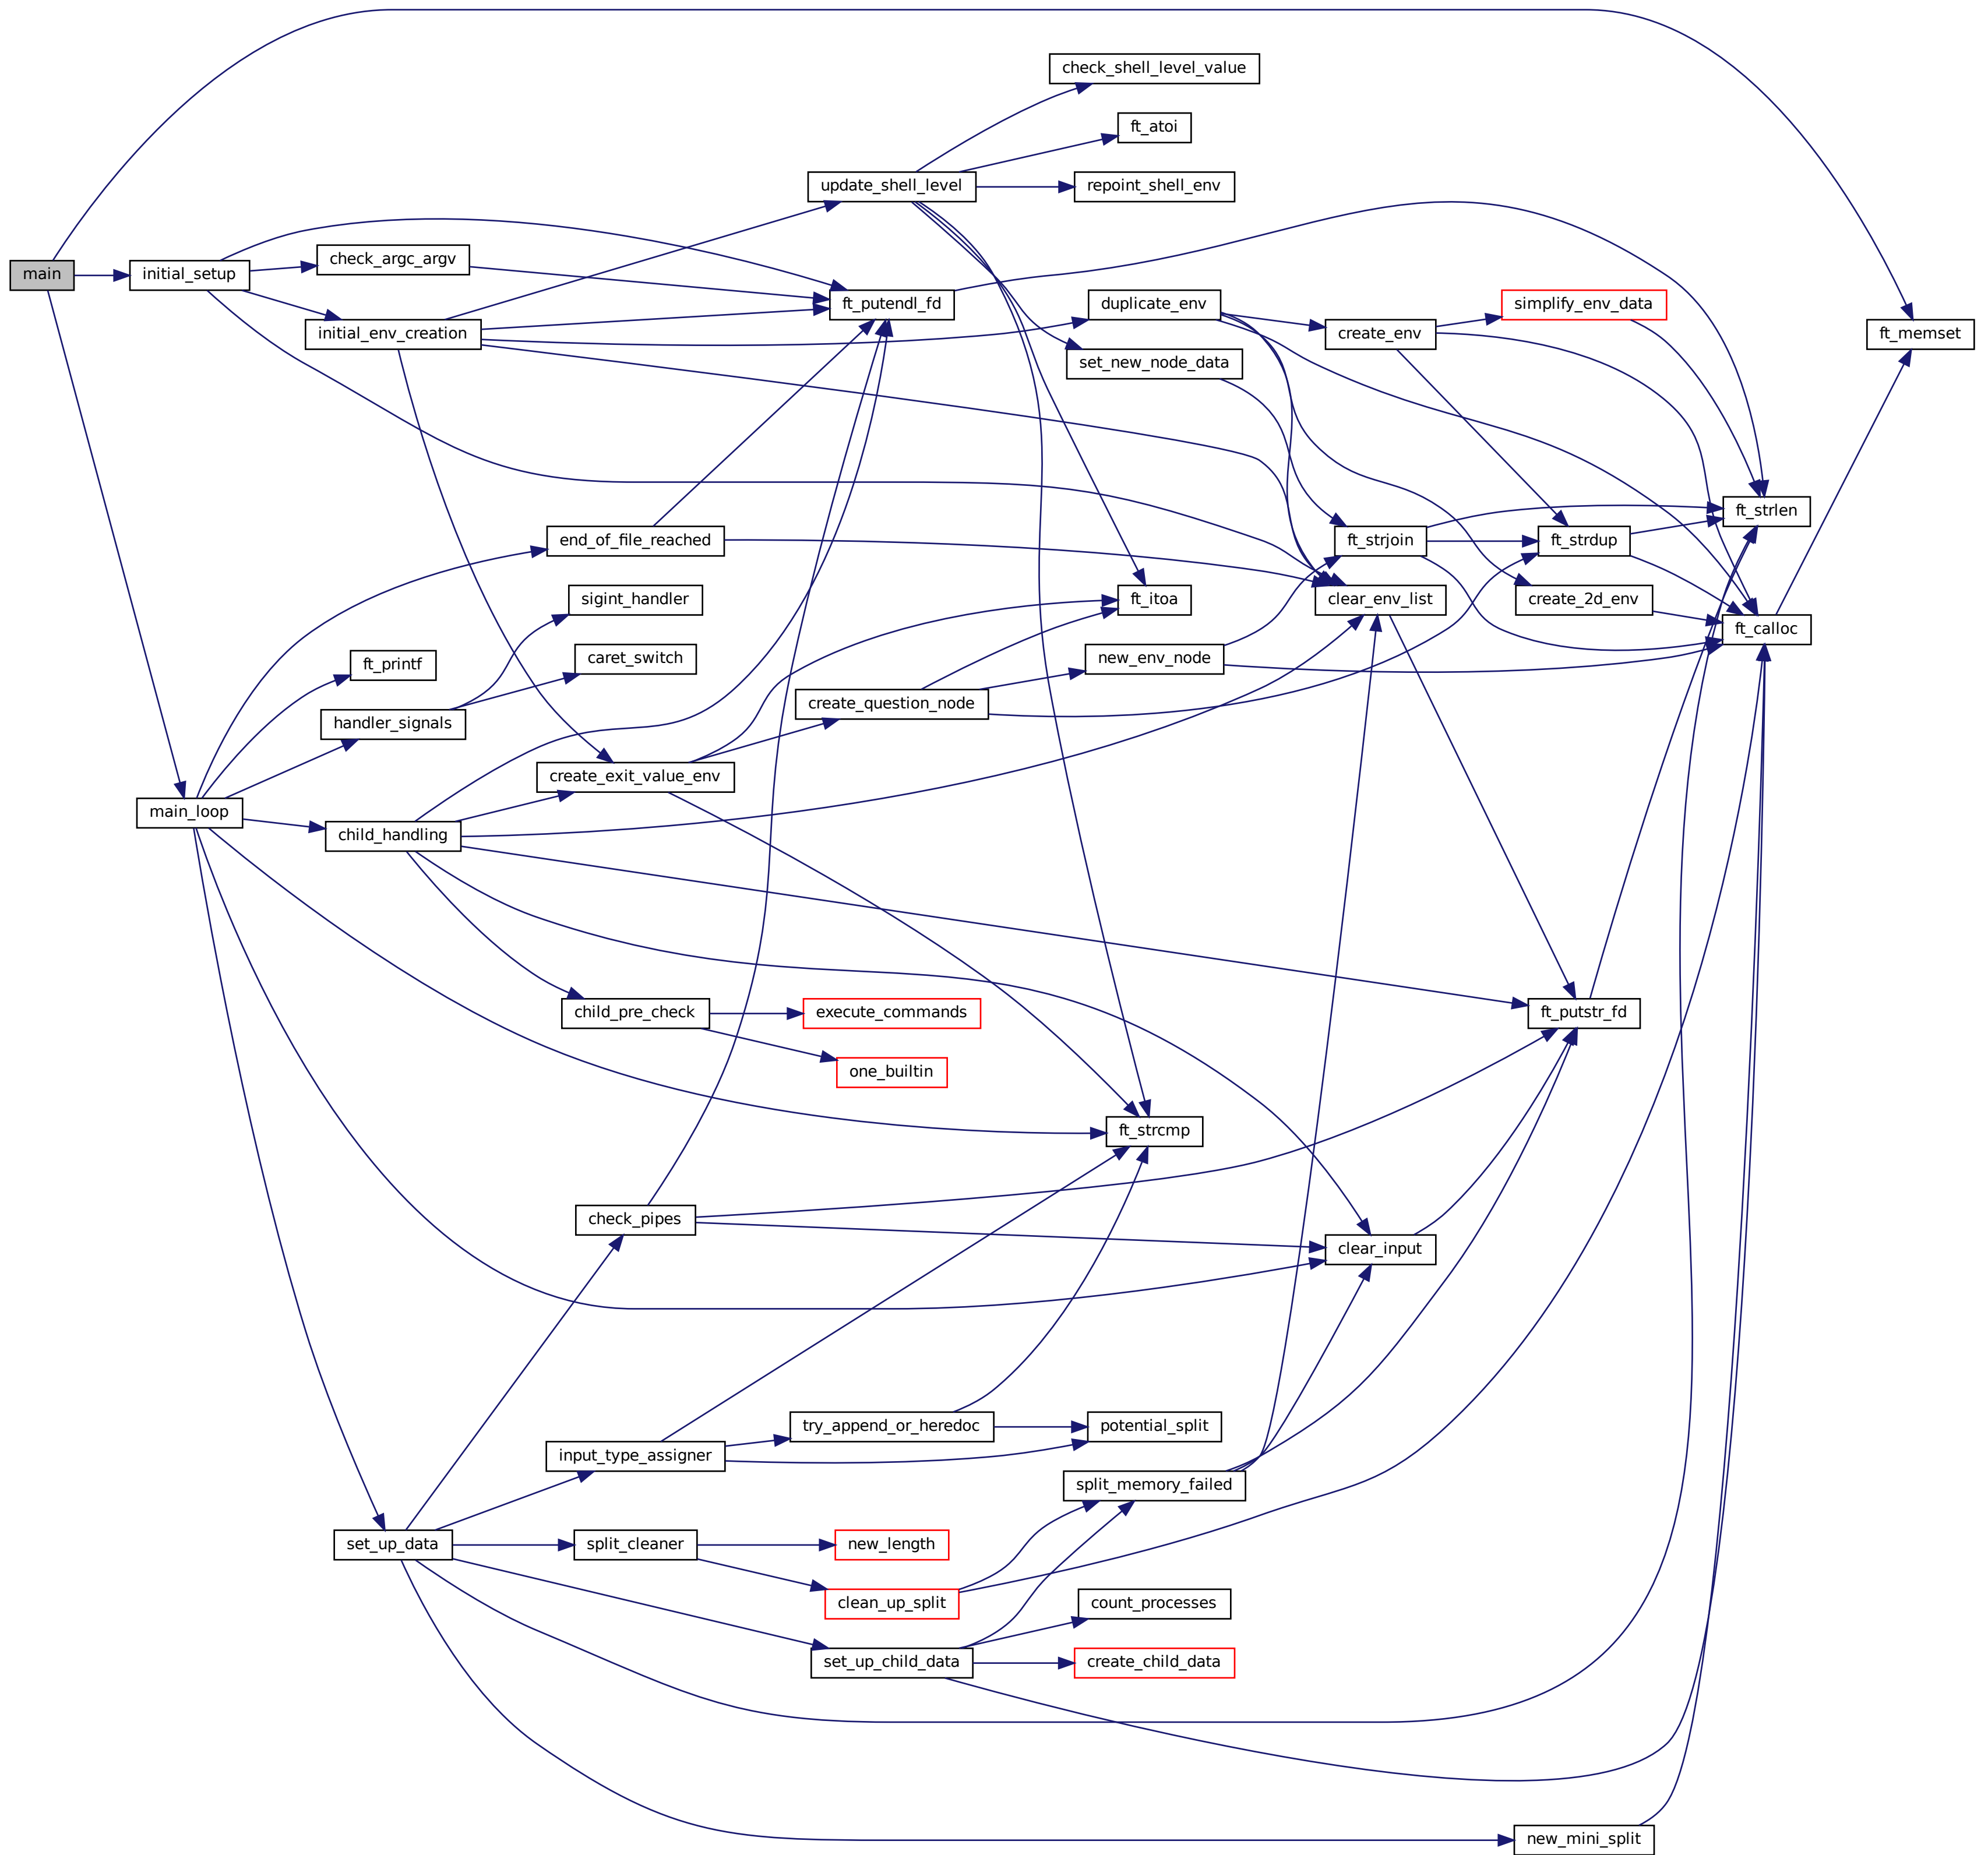 main
initial_setup
main_loop
check_argc_argv
initial_env_creation
ft_printf
handler_signals
child_handling
set_up_data
end_of_file_reached
sigint_handler
caret_switch
create_exit_value_env
child_pre_check
check_pipes
input_type_assigner
split_cleaner
update_shell_level
ft_putendl_fd
create_question_node
execute_commands
one_builtin
try_append_or_heredoc
new_length
clean_up_split
set_up_child_data
check_shell_level_value
ft_atoi
repoint_shell_env
duplicate_env
set_new_node_data
ft_itoa
new_env_node
ft_strcmp
potential_split
split_memory_failed
count_processes
create_child_data
create_env
ft_strjoin
clear_env_list
clear_input
simplify_env_data
ft_strdup
create_2d_env
ft_putstr_fd
new_mini_split
ft_strlen
ft_calloc
ft_memset